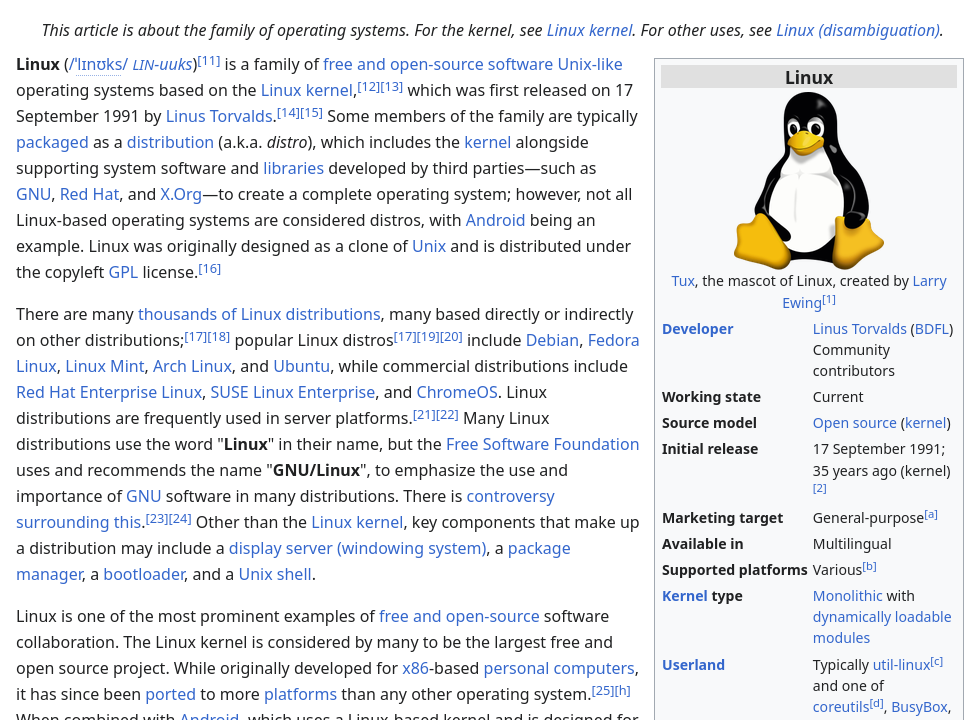 This article is about the family of operating systems. For the kernel, see Linux kernel. For other uses, see Linux (disambiguation).
Linux (/ˈlɪnʊks/ LIN-uuks)[11] is a family of free and open-source software Unix-like
operating systems based on the Linux kernel,[12][13] which was first released on 17
September 1991 by Linus Torvalds.[14][15] Some members of the family are typically
packaged as a distribution (a.k.a. distro), which includes the kernel alongside
supporting system software and libraries developed by third parties—such as
GNU, Red Hat, and X.Org—to create a complete operating system; however, not all
Linux-based operating systems are considered distros, with Android being an
example. Linux was originally designed as a clone of Unix and is distributed under
the copyleft GPL license.[16]
There are many thousands of Linux distributions, many based directly or indirectly
on other distributions;[17][18] popular Linux distros[17][19][20] include Debian, Fedora
Linux, Linux Mint, Arch Linux, and Ubuntu, while commercial distributions include
Red Hat Enterprise Linux, SUSE Linux Enterprise, and ChromeOS. Linux
distributions are frequently used in server platforms.[21][22] Many Linux
distributions use the word "Linux" in their name, but the Free Software Foundation
uses and recommends the name "GNU/Linux", to emphasize the use and
importance of GNU software in many distributions. There is controversy
surrounding this.[23][24] Other than the Linux kernel, key components that make up
a distribution may include a display server (windowing system), a package
manager, a bootloader, and a Unix shell.
Linux is one of the most prominent examples of free and open-source software
collaboration. The Linux kernel is considered by many to be the largest free and
open source project. While originally developed for x86-based personal computers,
it has since been ported to more platforms than any other operating system.[25][h]
When combined with Android, which uses a Linux-based kernel and is designed for
Linux
Tux, the mascot of Linux, created by Larry
Ewing[1]
Developer Linus Torvalds (BDFL)
Community
contributors
Working state Current
Source model Open source (kernel)
Initial release 17 September 1991;
35 years ago (kernel)
[2]
Marketing target General-purpose[a]
Available in Multilingual
Supported platforms Various[b]
Kernel type Monolithic with
dynamically loadable
modules
Userland Typically util-linux[c]
and one of
coreutils[d], BusyBox,